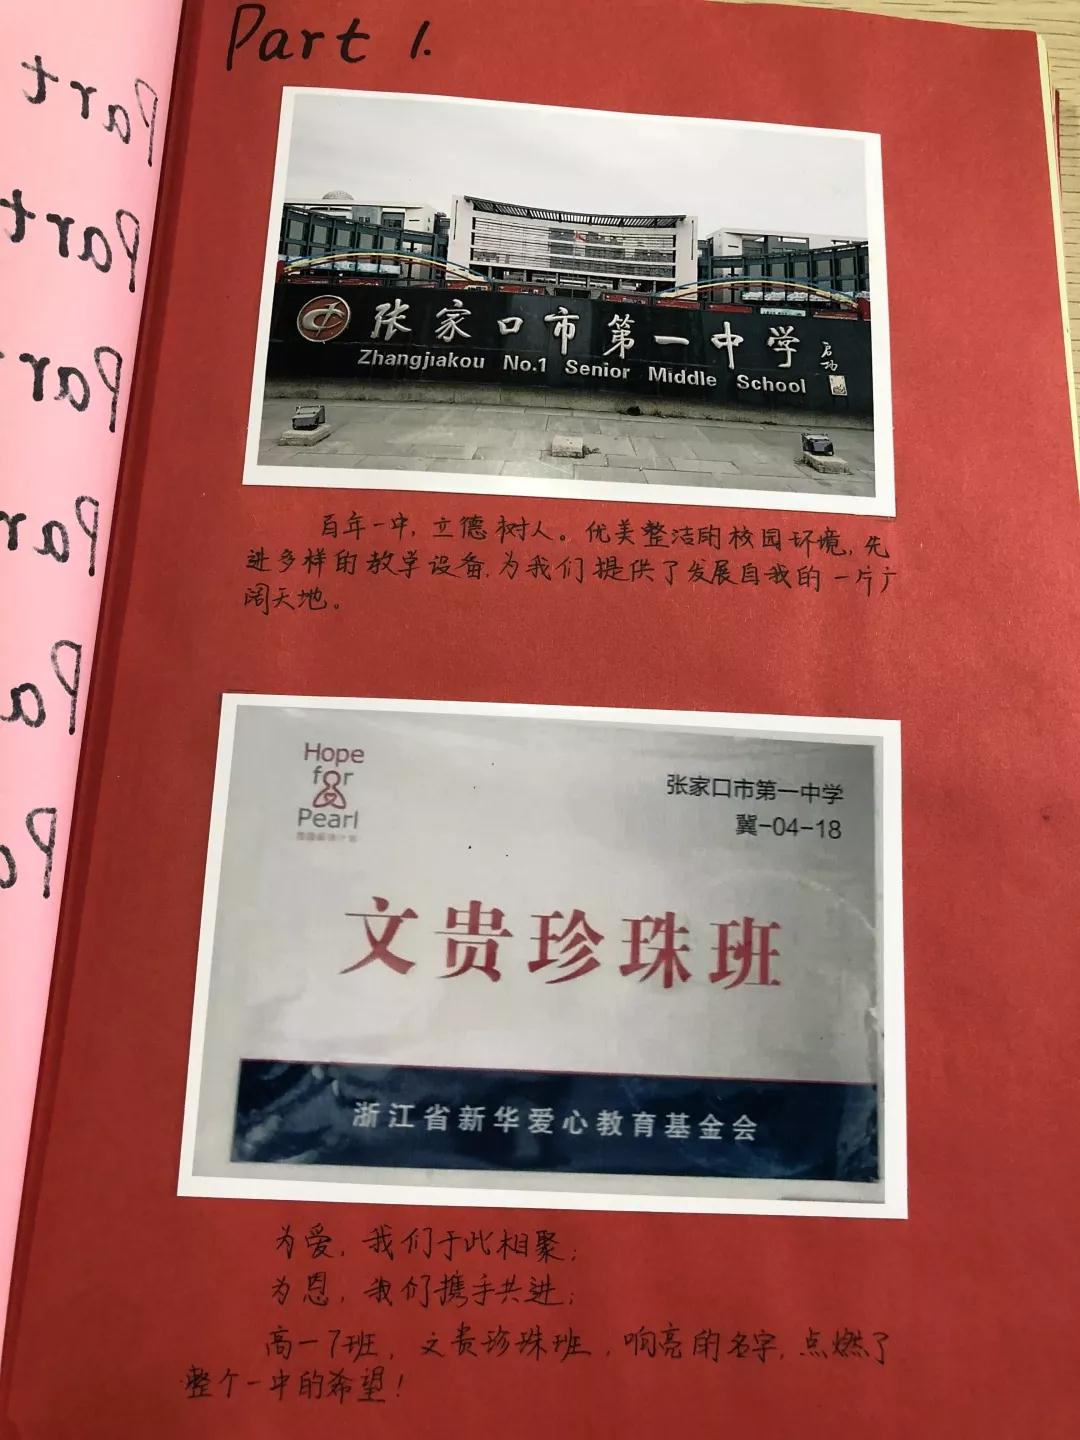 Part 1.
张家口市第一中学
启功
Zhangjiakou No.1 Senior Middle School
百年一中,立德树人。优美整洁的校园环境,先
进多样的教学设备,为我们提供了发展自我的一片广
阔天地。
Hope
for
Pearl
张家口市第一中学
冀-04-18
文贵珍珠班
浙江省新华爱心教育基金会
为爱,我们于此相聚;
为恩,我们携手共进;
高一7班,文贵珍珠班,响亮的名字,点燃了
整个一中的希望!
Part
Part
Par
Par
Pa
Pa